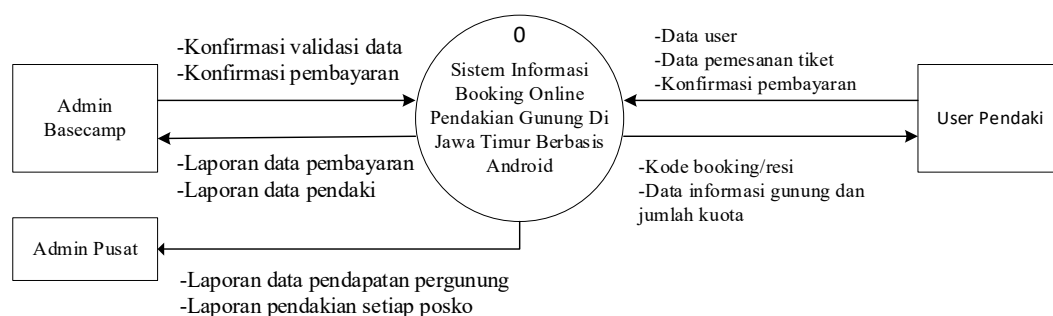 -Konfirmasi validasi data
-Konfirmasi pembayaran
Admin
Basecamp
-Laporan data pembayaran
-Laporan data pendaki
0
Sistem Informasi
Booking Online
Pendakian Gunung Di
Jawa Timur Berbasis
Android
-Data user
-Data pemesanan tiket
-Konfirmasi pembayaran
User Pendaki
-Kode booking/resi
-Data informasi gunung dan
jumlah kuota
Admin Pusat
-Laporan data pendapatan pergunung
-Laporan pendakian setiap posko